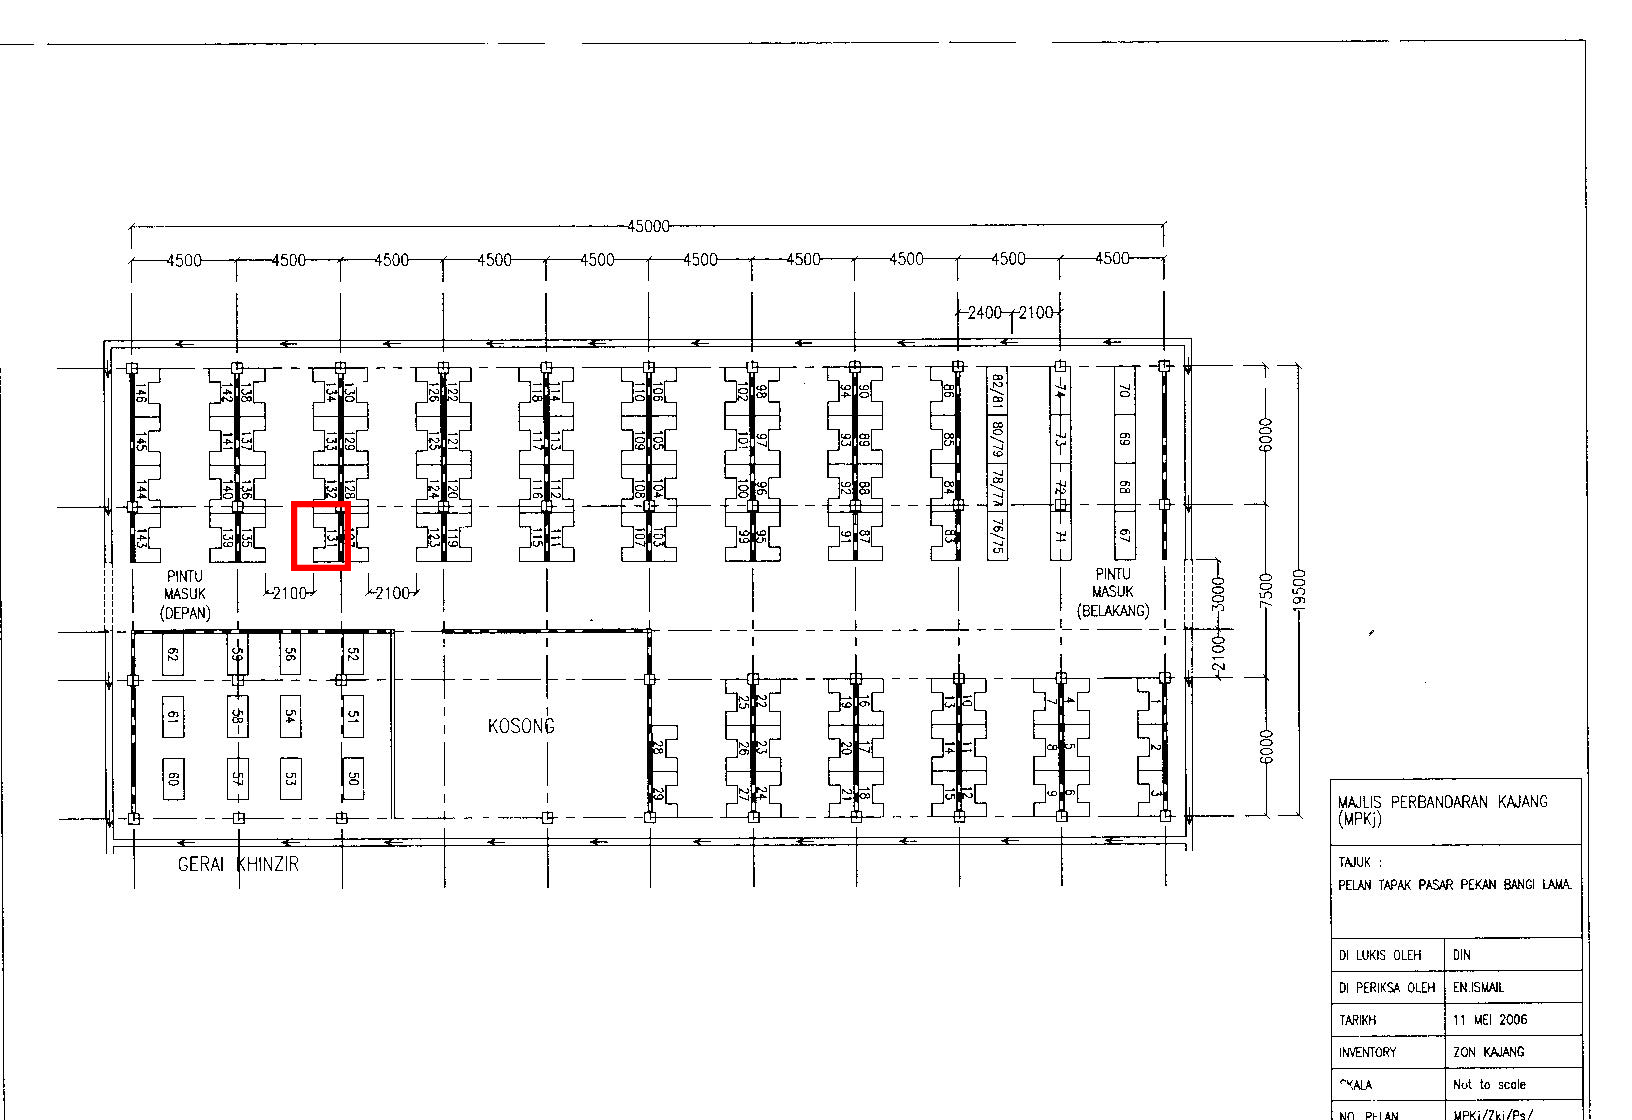 45000
4500 4500 4500 4500 4500 4500 4500 4500 4500 4500
2400 2100
146 142 138 134 130 126 122 118 114 110 106 102 98 94 90 86 82/81 74 70
145 141 137 133 129 125 121 117 113 109 105 101 97 93 89 85 80/79 73 69
144 140 136 132 128 124 120 116 112 108 104 100 96 92 88 84 78/77 72 68
143 139 135 131 123 119 115 111 107 103 99 95 91 87 83 76/75 71 67
6000
7500
19500
3000
2100
6000
PINTU
MASUK
(DEPAN)
2100 2100
PINTU
MASUK
(BELAKANG)
62 59 56 52
61 58 54 51
60 57 53 50
KOSONG
25 22 19 16 13 10 7 4 1
28 26 23 20 17 14 11 8 5 2
29 27 24 21 18 15 12 9 6 3
GERAI KHINZIR
MAJLIS PERBANDARAN KAJANG
(MPKj)
TAJUK :
PELAN TAPAK PASAR PEKAN BANGI LAMA.
DI LUKIS OLEH DIN
DI PERIKSA OLEH EN.ISMAIL
TARIKH 11 MEI 2006
INVENTORY ZON KAJANG
SKALA Not to scale
NO. PELAN MPKj/Zkj/Ps/